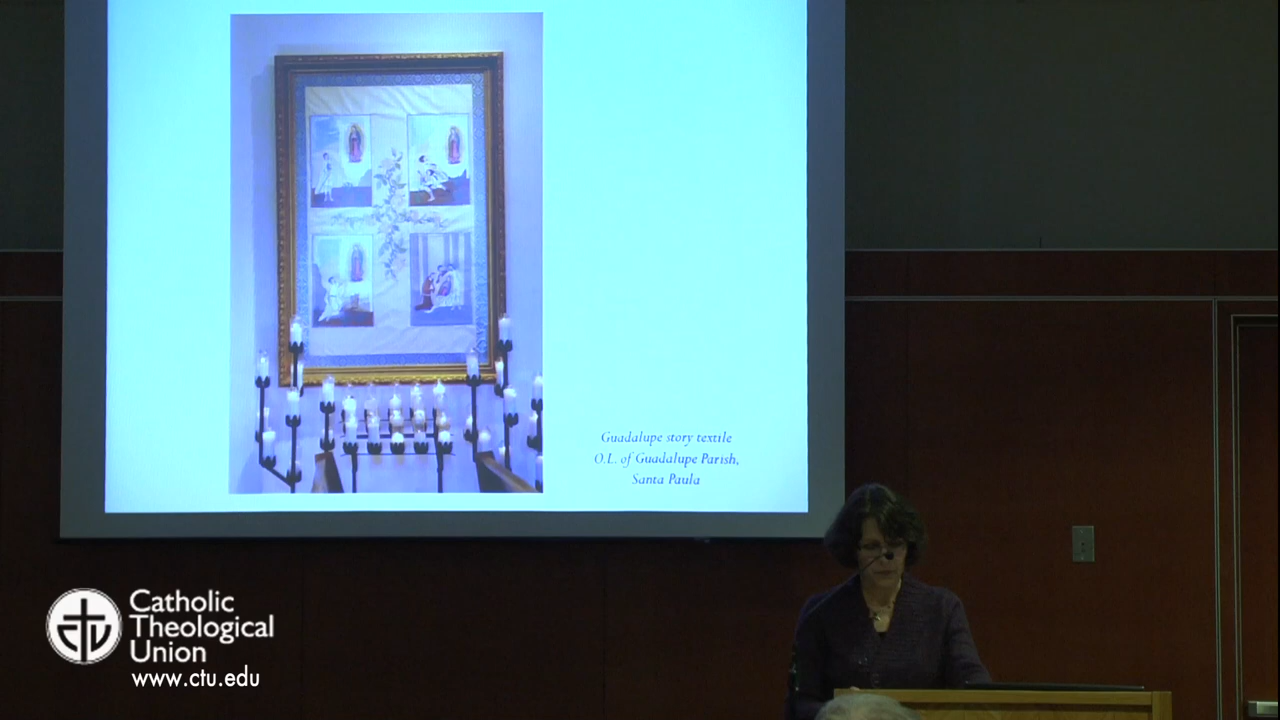 Guadalupe story textile
O.L. of Guadalupe Parish,
Santa Paula
Catholic
Theological
Union
www.ctu.edu